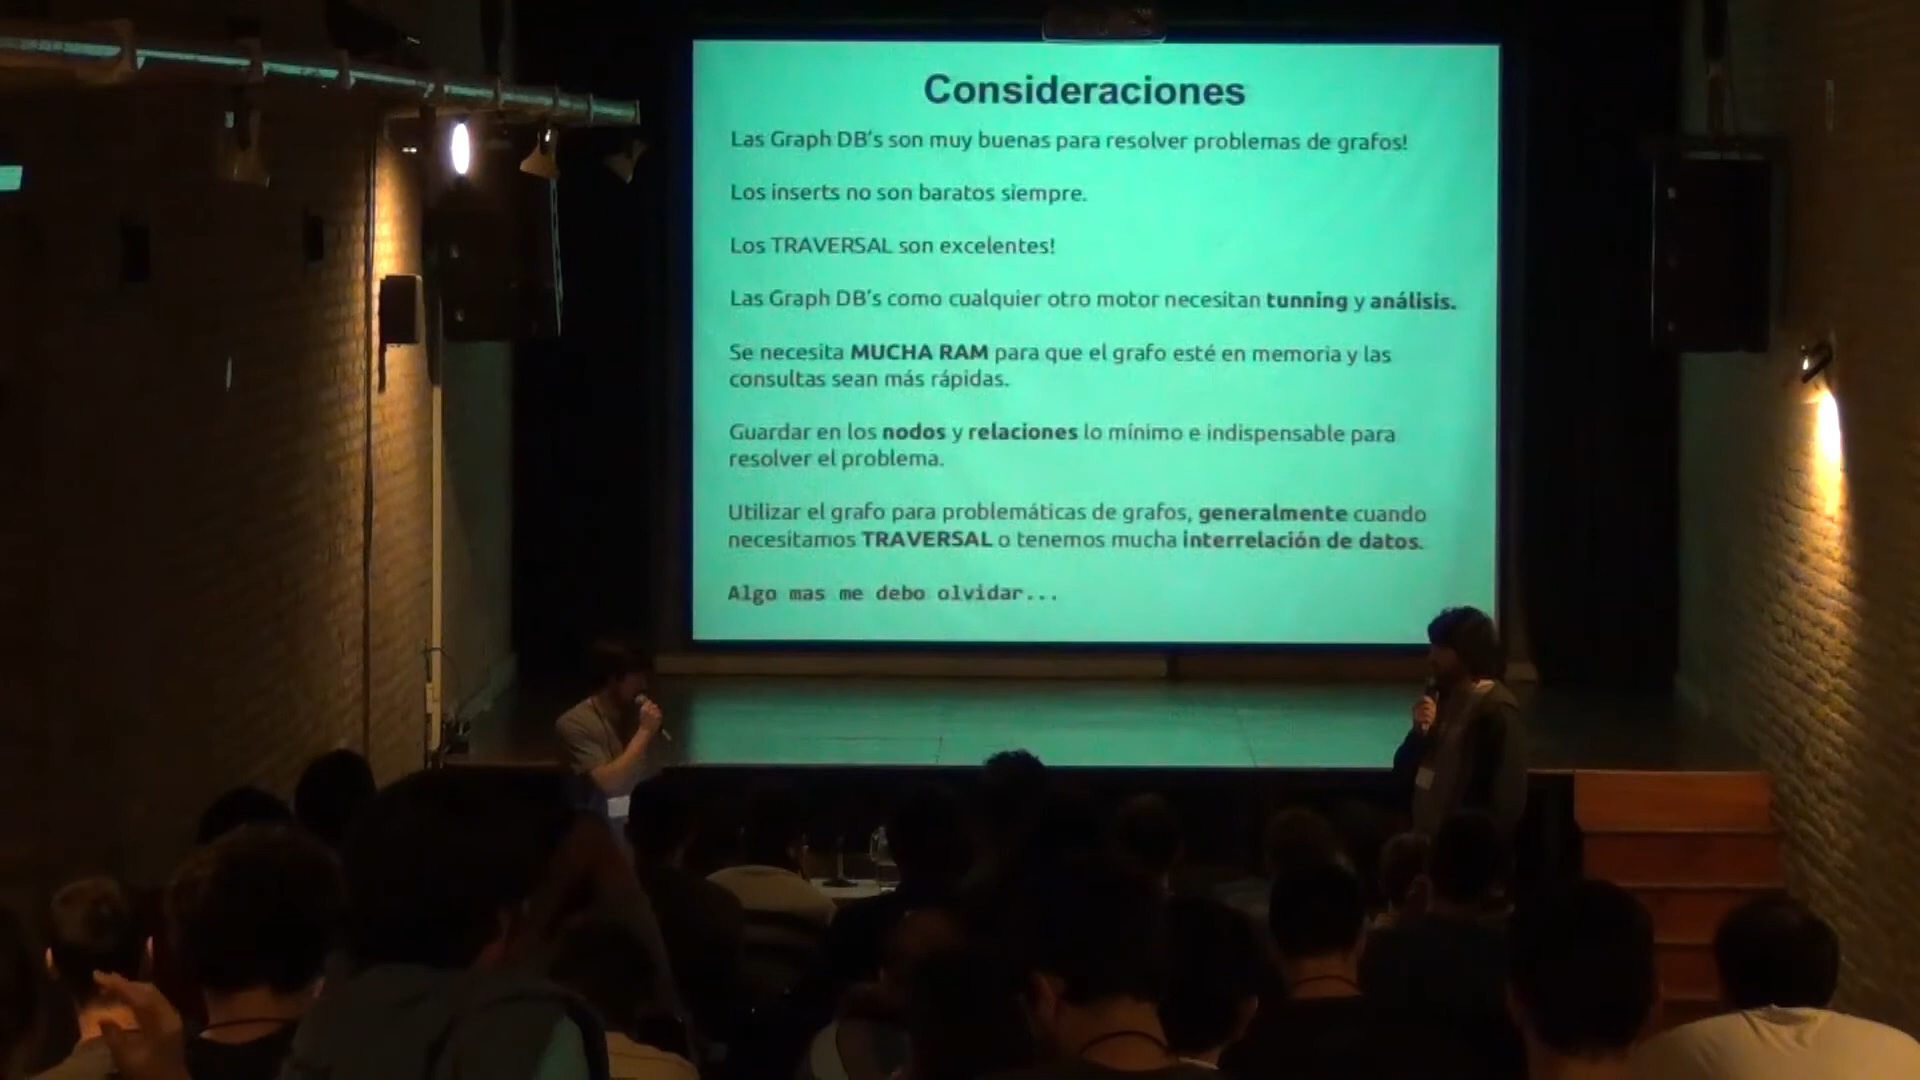 Consideraciones
Las Graph DB's son muy buenas para resolver problemas de grafos!
Los inserts no son baratos siempre.
Los TRAVERSAL son excelentes!
Las Graph DB's como cualquier otro motor necesitan tunning y análisis.
Se necesita MUCHA RAM para que el grafo esté en memoria y las
consultas sean más rápidas.
Guardar en los nodos y relaciones lo mínimo e indispensable para
resolver el problema.
Utilizar el grafo para problemáticas de grafos, generalmente cuando
necesitamos TRAVERSAL o tenemos mucha interrelación de datos.
Algo mas me debo olvidar...